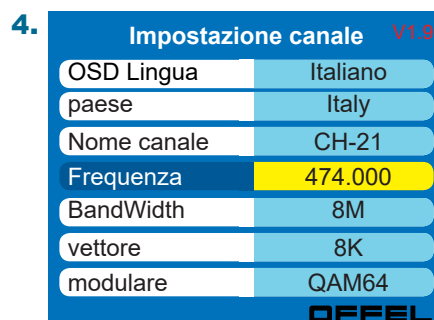 4.
Impostazione canale V1.9
OSD Lingua Italiano
paese Italy
Nome canale CH-21
Frequenza 474.000
BandWidth 8M
vettore 8K
modulare QAM64
OFFEL